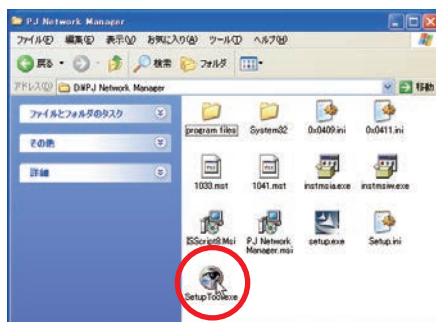 PJ Network Manager
ファイル(F) 編集(E) 表示(V) お気に入り(A) ツール(T) ヘルプ(H)
戻る 検索 フォルダ
アドレス(D) D:¥PJ Network Manager 移動
ファイルとフォルダのタスク
その他
詳細
program files System32 0x0409.ini 0x0411.ini
1033.mst 1041.mst instmsia.exe instmsiw.exe
ISScript8.Msi PJ Network Manager.msi setup.exe Setup.ini
SetupTool.exe